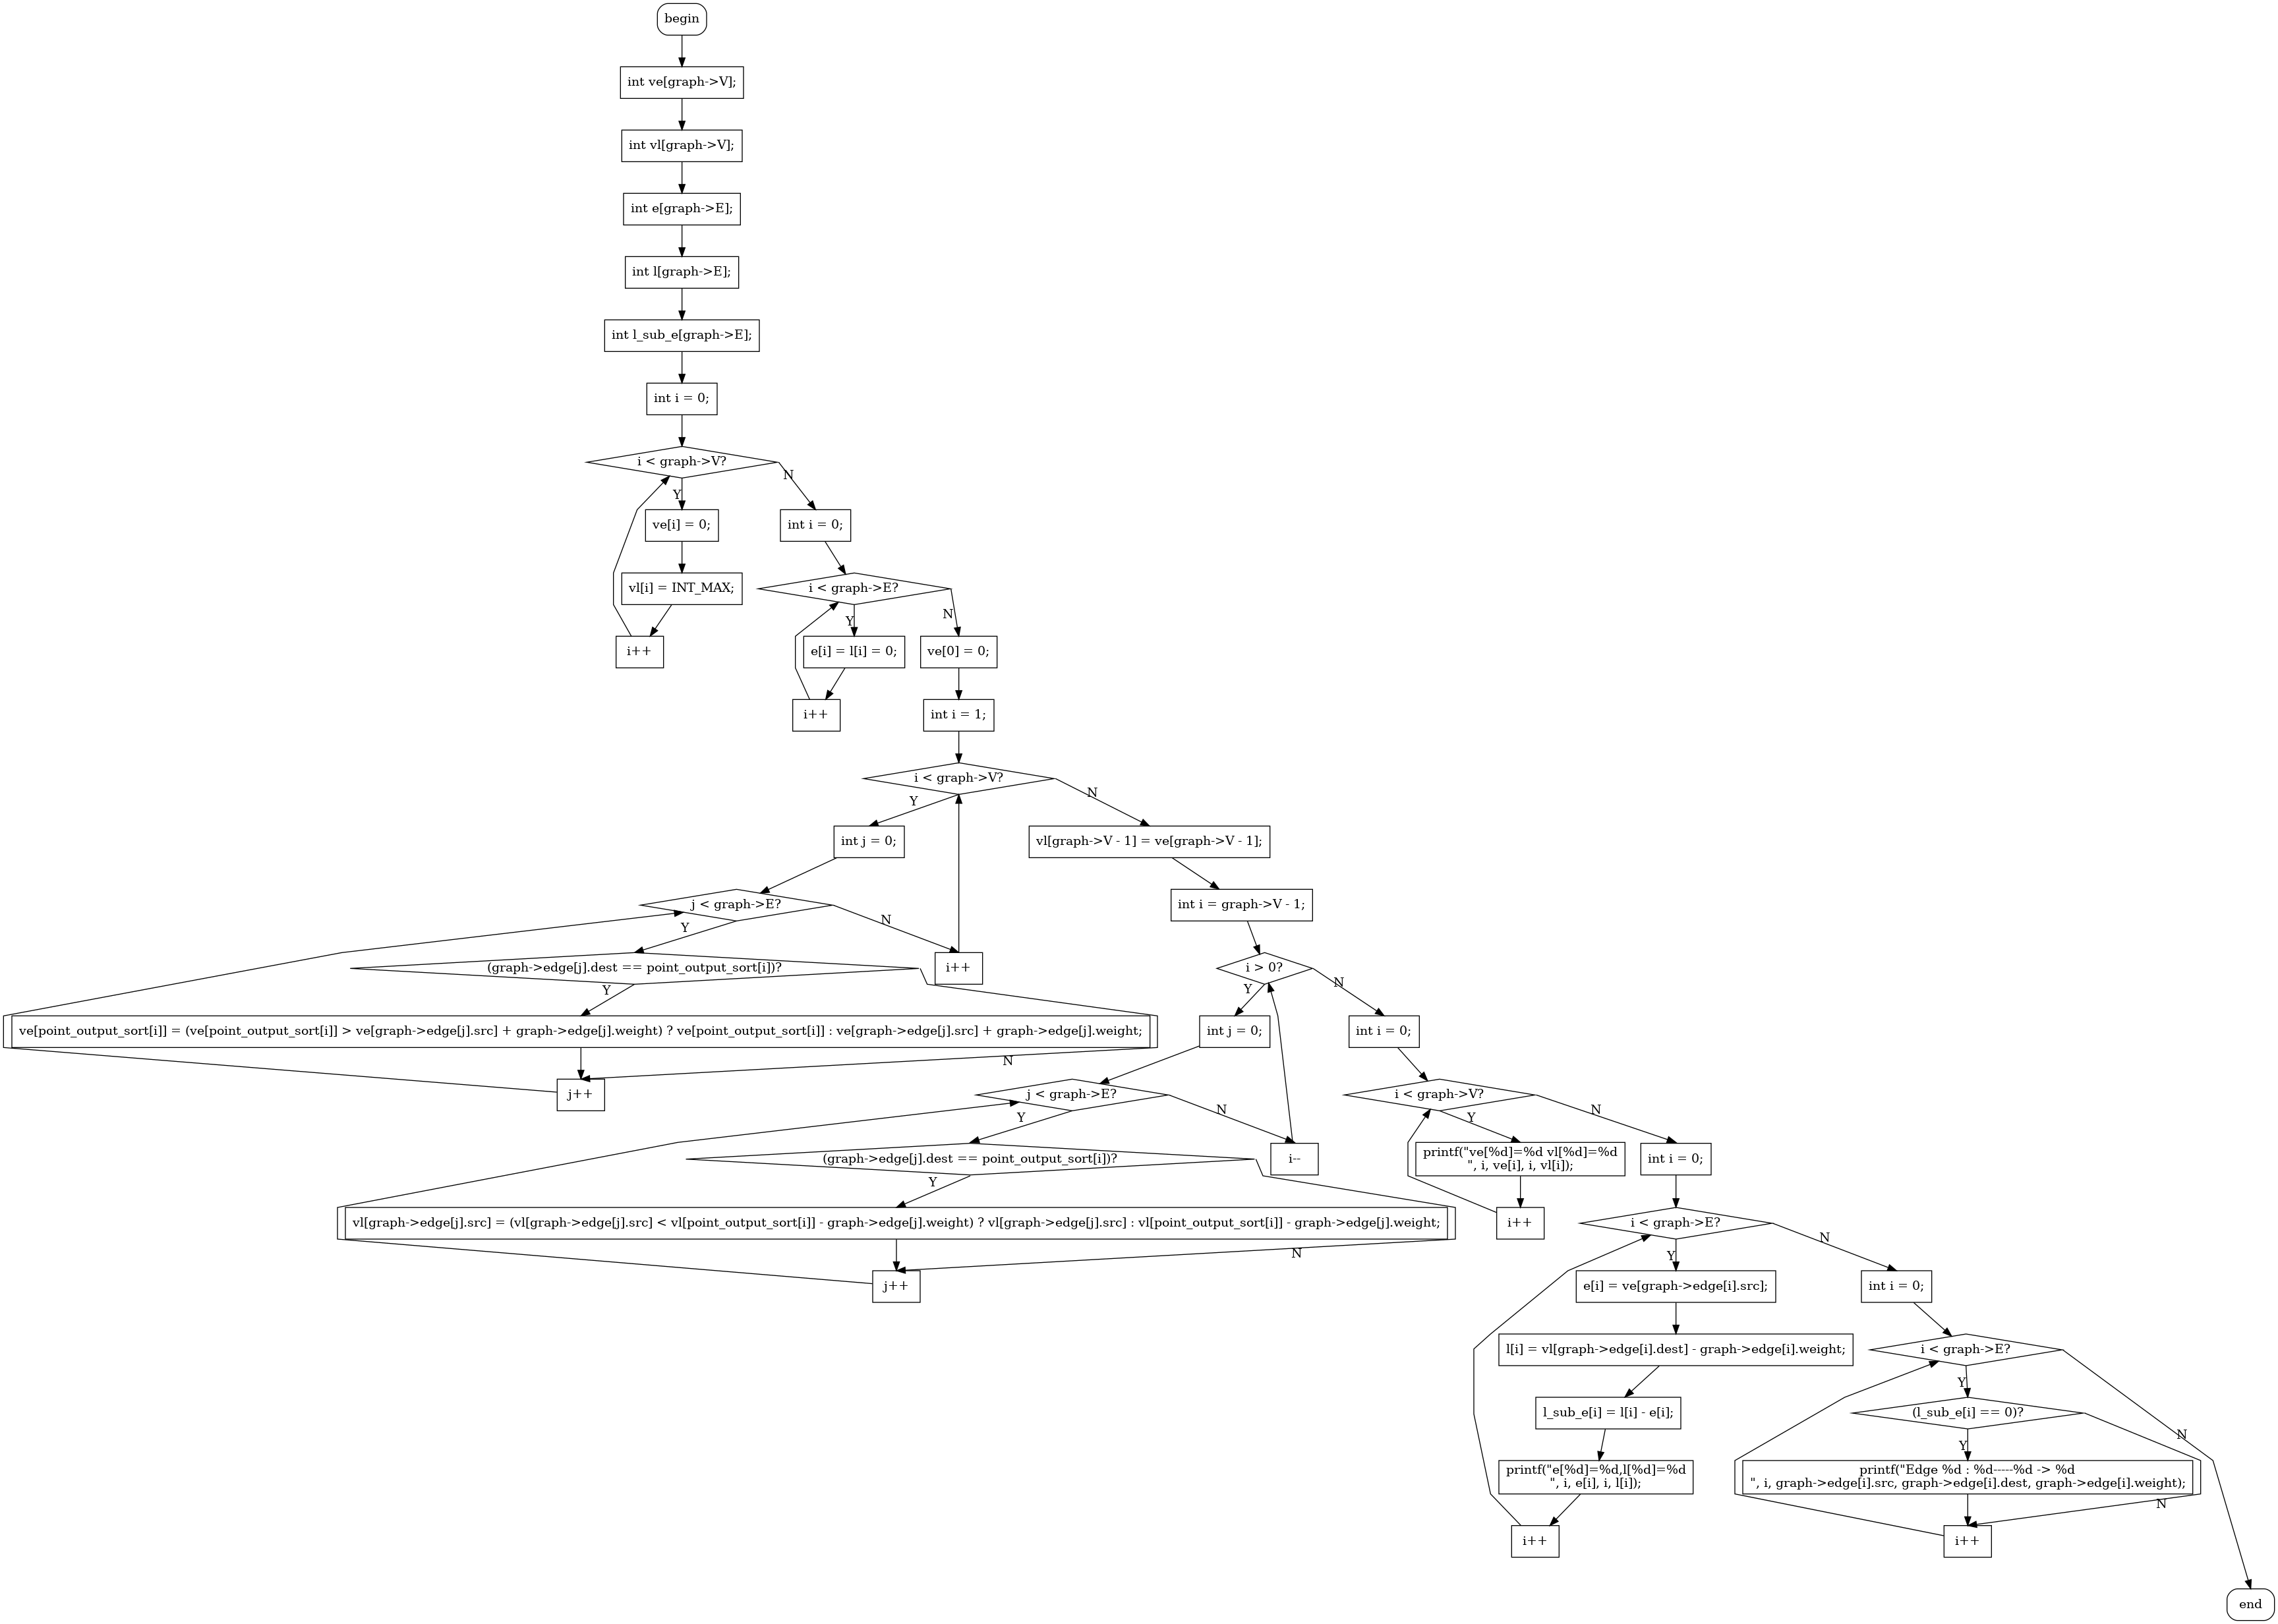 begin
int ve[graph->V];
int vl[graph->V];
int e[graph->E];
int l[graph->E];
int l_sub_e[graph->E];
int i = 0;
i < graph->V?
N
Y
ve[i] = 0;
int i = 0;
vl[i] = INT_MAX;
i < graph->E?
N
Y
i++
e[i] = l[i] = 0;
ve[0] = 0;
i++
int i = 1;
i < graph->V?
Y
N
int j = 0;
vl[graph->V - 1] = ve[graph->V - 1];
j < graph->E?
int i = graph->V - 1;
N
Y
(graph->edge[j].dest == point_output_sort[i])?
i++
i > 0?
Y
Y
N
ve[point_output_sort[i]] = (ve[point_output_sort[i]] > ve[graph->edge[j].src] + graph->edge[j].weight) ? ve[point_output_sort[i]] : ve[graph->edge[j].src] + graph->edge[j].weight;
int j = 0;
int i = 0;
N
j++
j < graph->E?
i < graph->V?
Y
N
Y
N
(graph->edge[j].dest == point_output_sort[i])?
i--
printf("ve[%d]=%d vl[%d]=%d
", i, ve[i], i, vl[i]);
int i = 0;
Y
vl[graph->edge[j].src] = (vl[graph->edge[j].src] < vl[point_output_sort[i]] - graph->edge[j].weight) ? vl[graph->edge[j].src] : vl[point_output_sort[i]] - graph->edge[j].weight;
i++
i < graph->E?
N
N
Y
j++
e[i] = ve[graph->edge[i].src];
int i = 0;
l[i] = vl[graph->edge[i].dest] - graph->edge[i].weight;
i < graph->E?
Y
l_sub_e[i] = l[i] - e[i];
(l_sub_e[i] == 0)?
N
Y
printf("e[%d]=%d,l[%d]=%d
", i, e[i], i, l[i]);
printf("Edge %d : %d-----%d -> %d
", i, graph->edge[i].src, graph->edge[i].dest, graph->edge[i].weight);
N
i++
i++
end